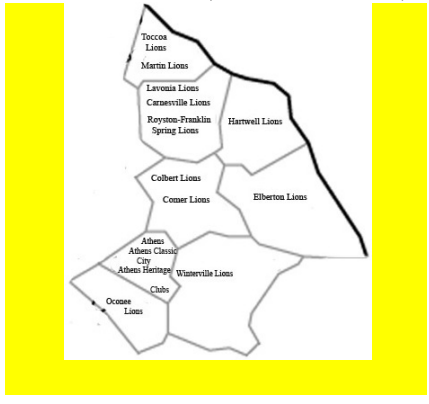 Toccoa
Lions
Martin Lions
Lavonia Lions
Carnesville Lions
Royston-Franklin
Spring Lions
Hartwell Lions
Colbert Lions
Comer Lions
Elberton Lions
Athens
Athens Classic
City
Athens Heritage
Clubs
Winterville Lions
Oconee
Lions